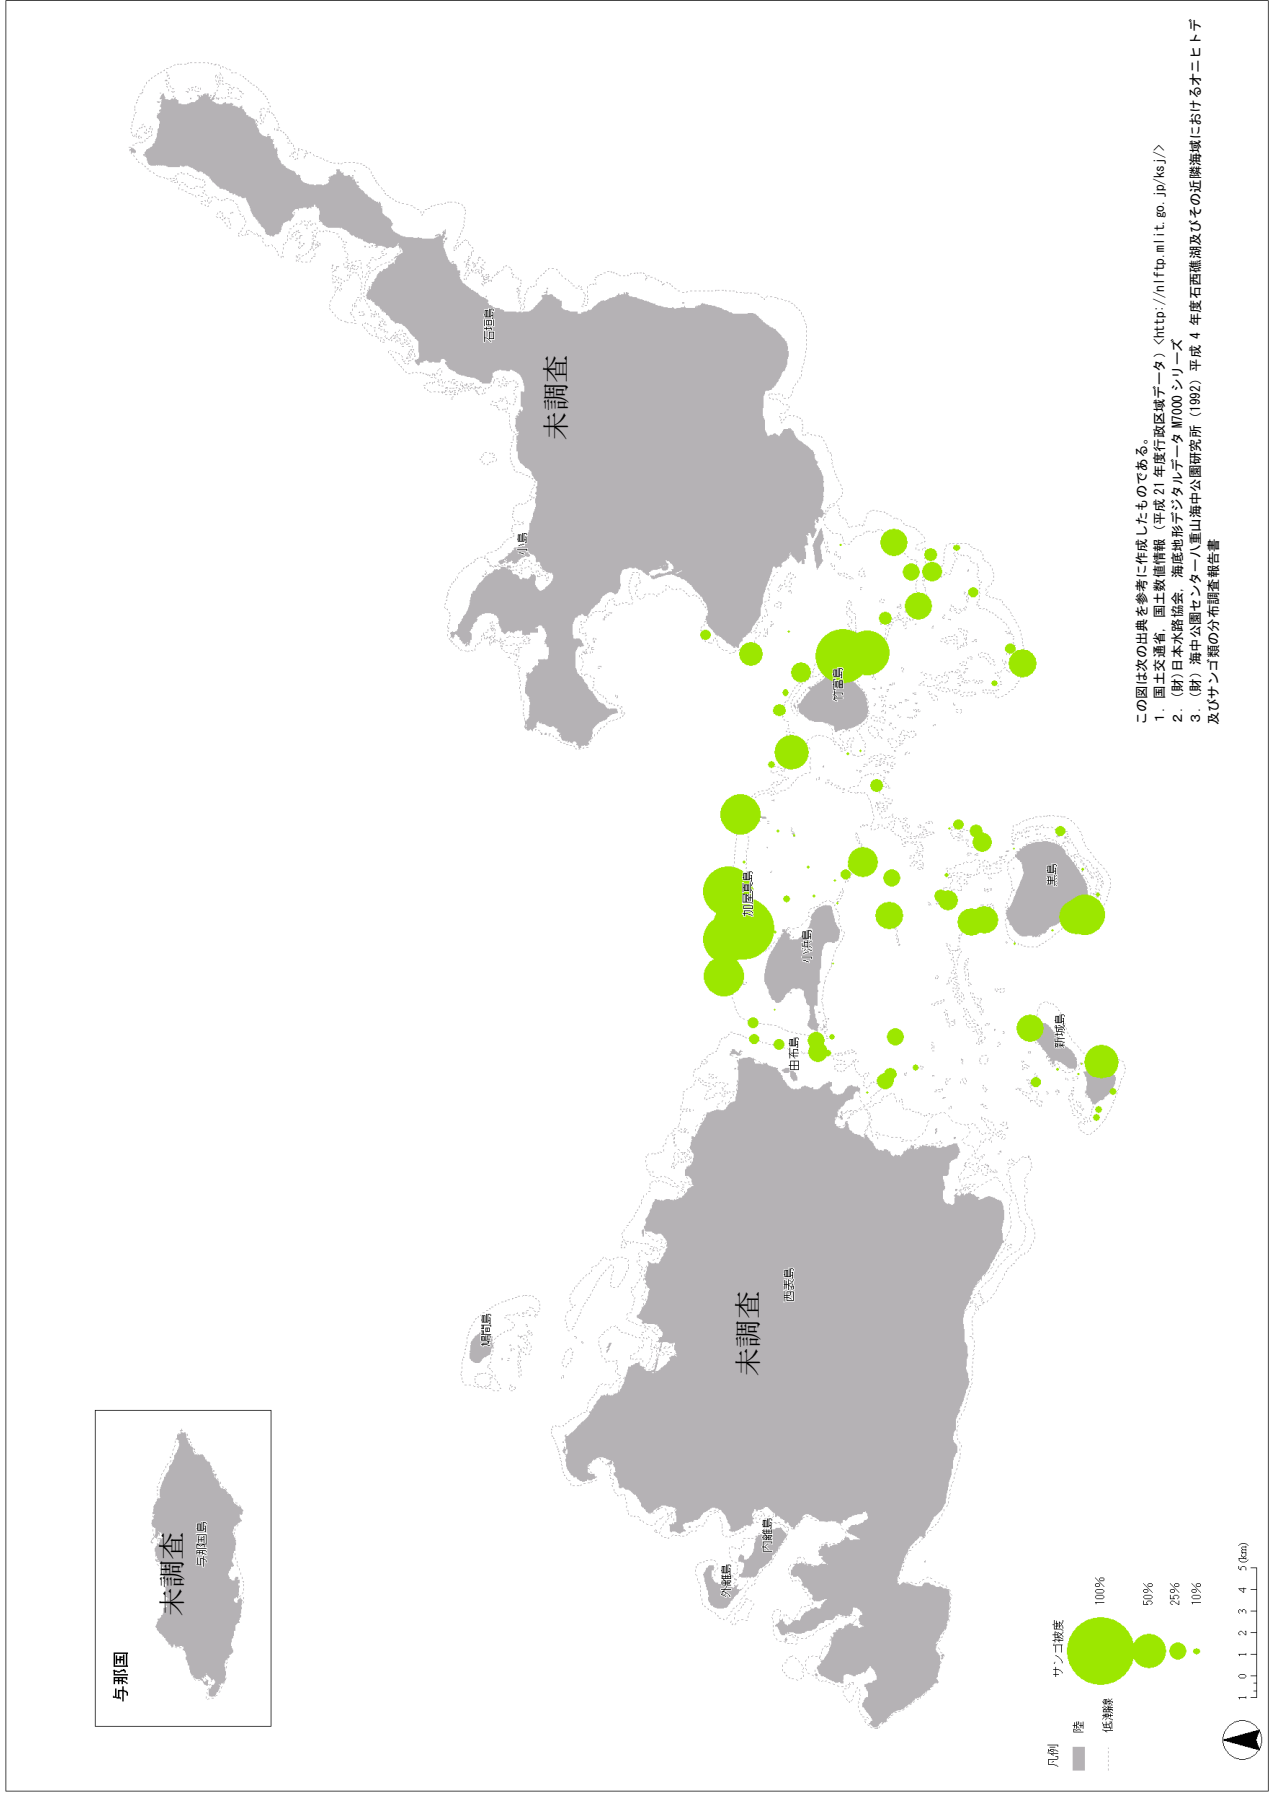 与那国
未調査
与那国島
鳩間島
外離島
内離島
未調査
西表島
由布島
小浜島
加屋真島
新城島
黒島
竹富島
小島
未調査
石垣島
この図は次の出典を参考に作成したものである。
1. 国土交通省, 国土数値情報 (平成 21 年度行政区域データ) <http://nlftp.mlit.go.jp/ksj/>
2. (財)日本水路協会, 海底地形デジタルデータ M7000 シリーズ
3. (財) 海中公園センター八重山海中公園研究所 (1992) 平成 4 年度石西礁湖及びその近隣海域におけるオニヒトデ
及びサンゴ類の分布調査報告書
凡例
陸
低潮線
サンゴ被度
100%
50%
25%
10%
1 0 1 2 3 4 5 (km)